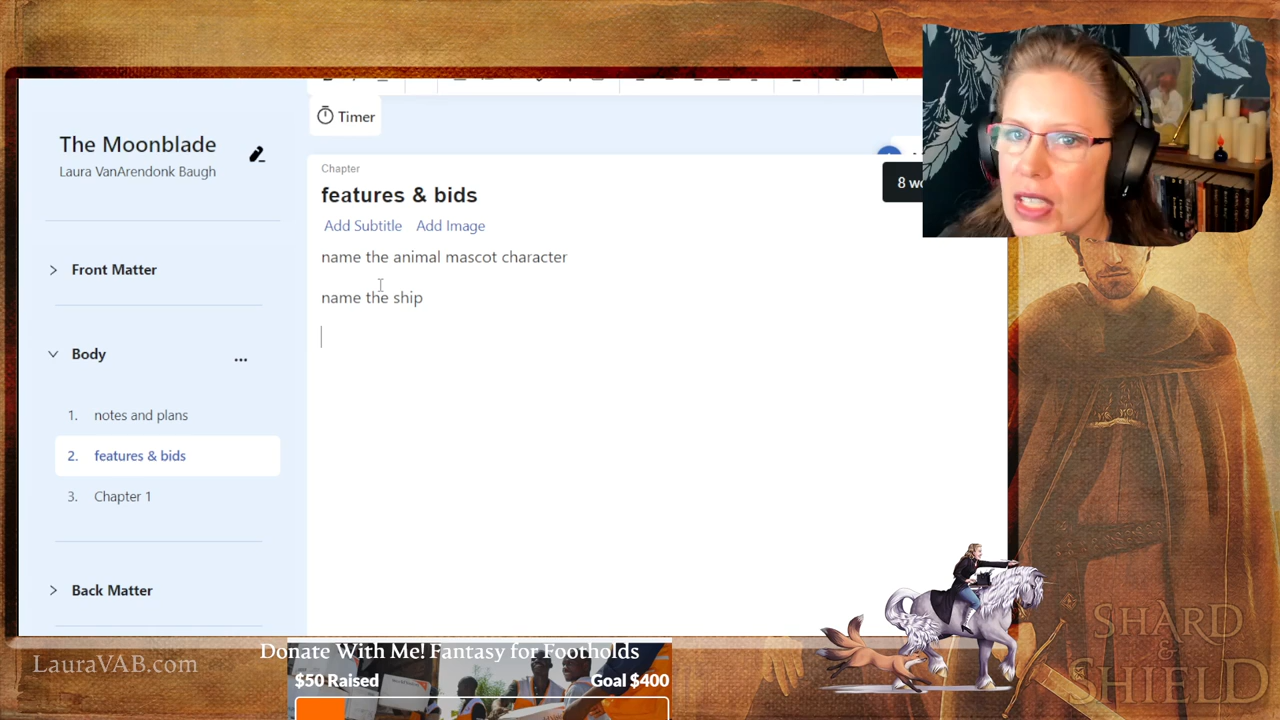 Timer
The Moonblade
Laura VanArendonk Baugh
Chapter
features & bids
8 wo
Add Subtitle Add Image
name the animal mascot character
name the ship
Front Matter
Body
...
1. notes and plans
2. features & bids
3. Chapter 1
Back Matter
LauraVAB.com
Donate With Me! Fantasy for Footholds
$50 Raised Goal $400
SHARD
&
SHIELD